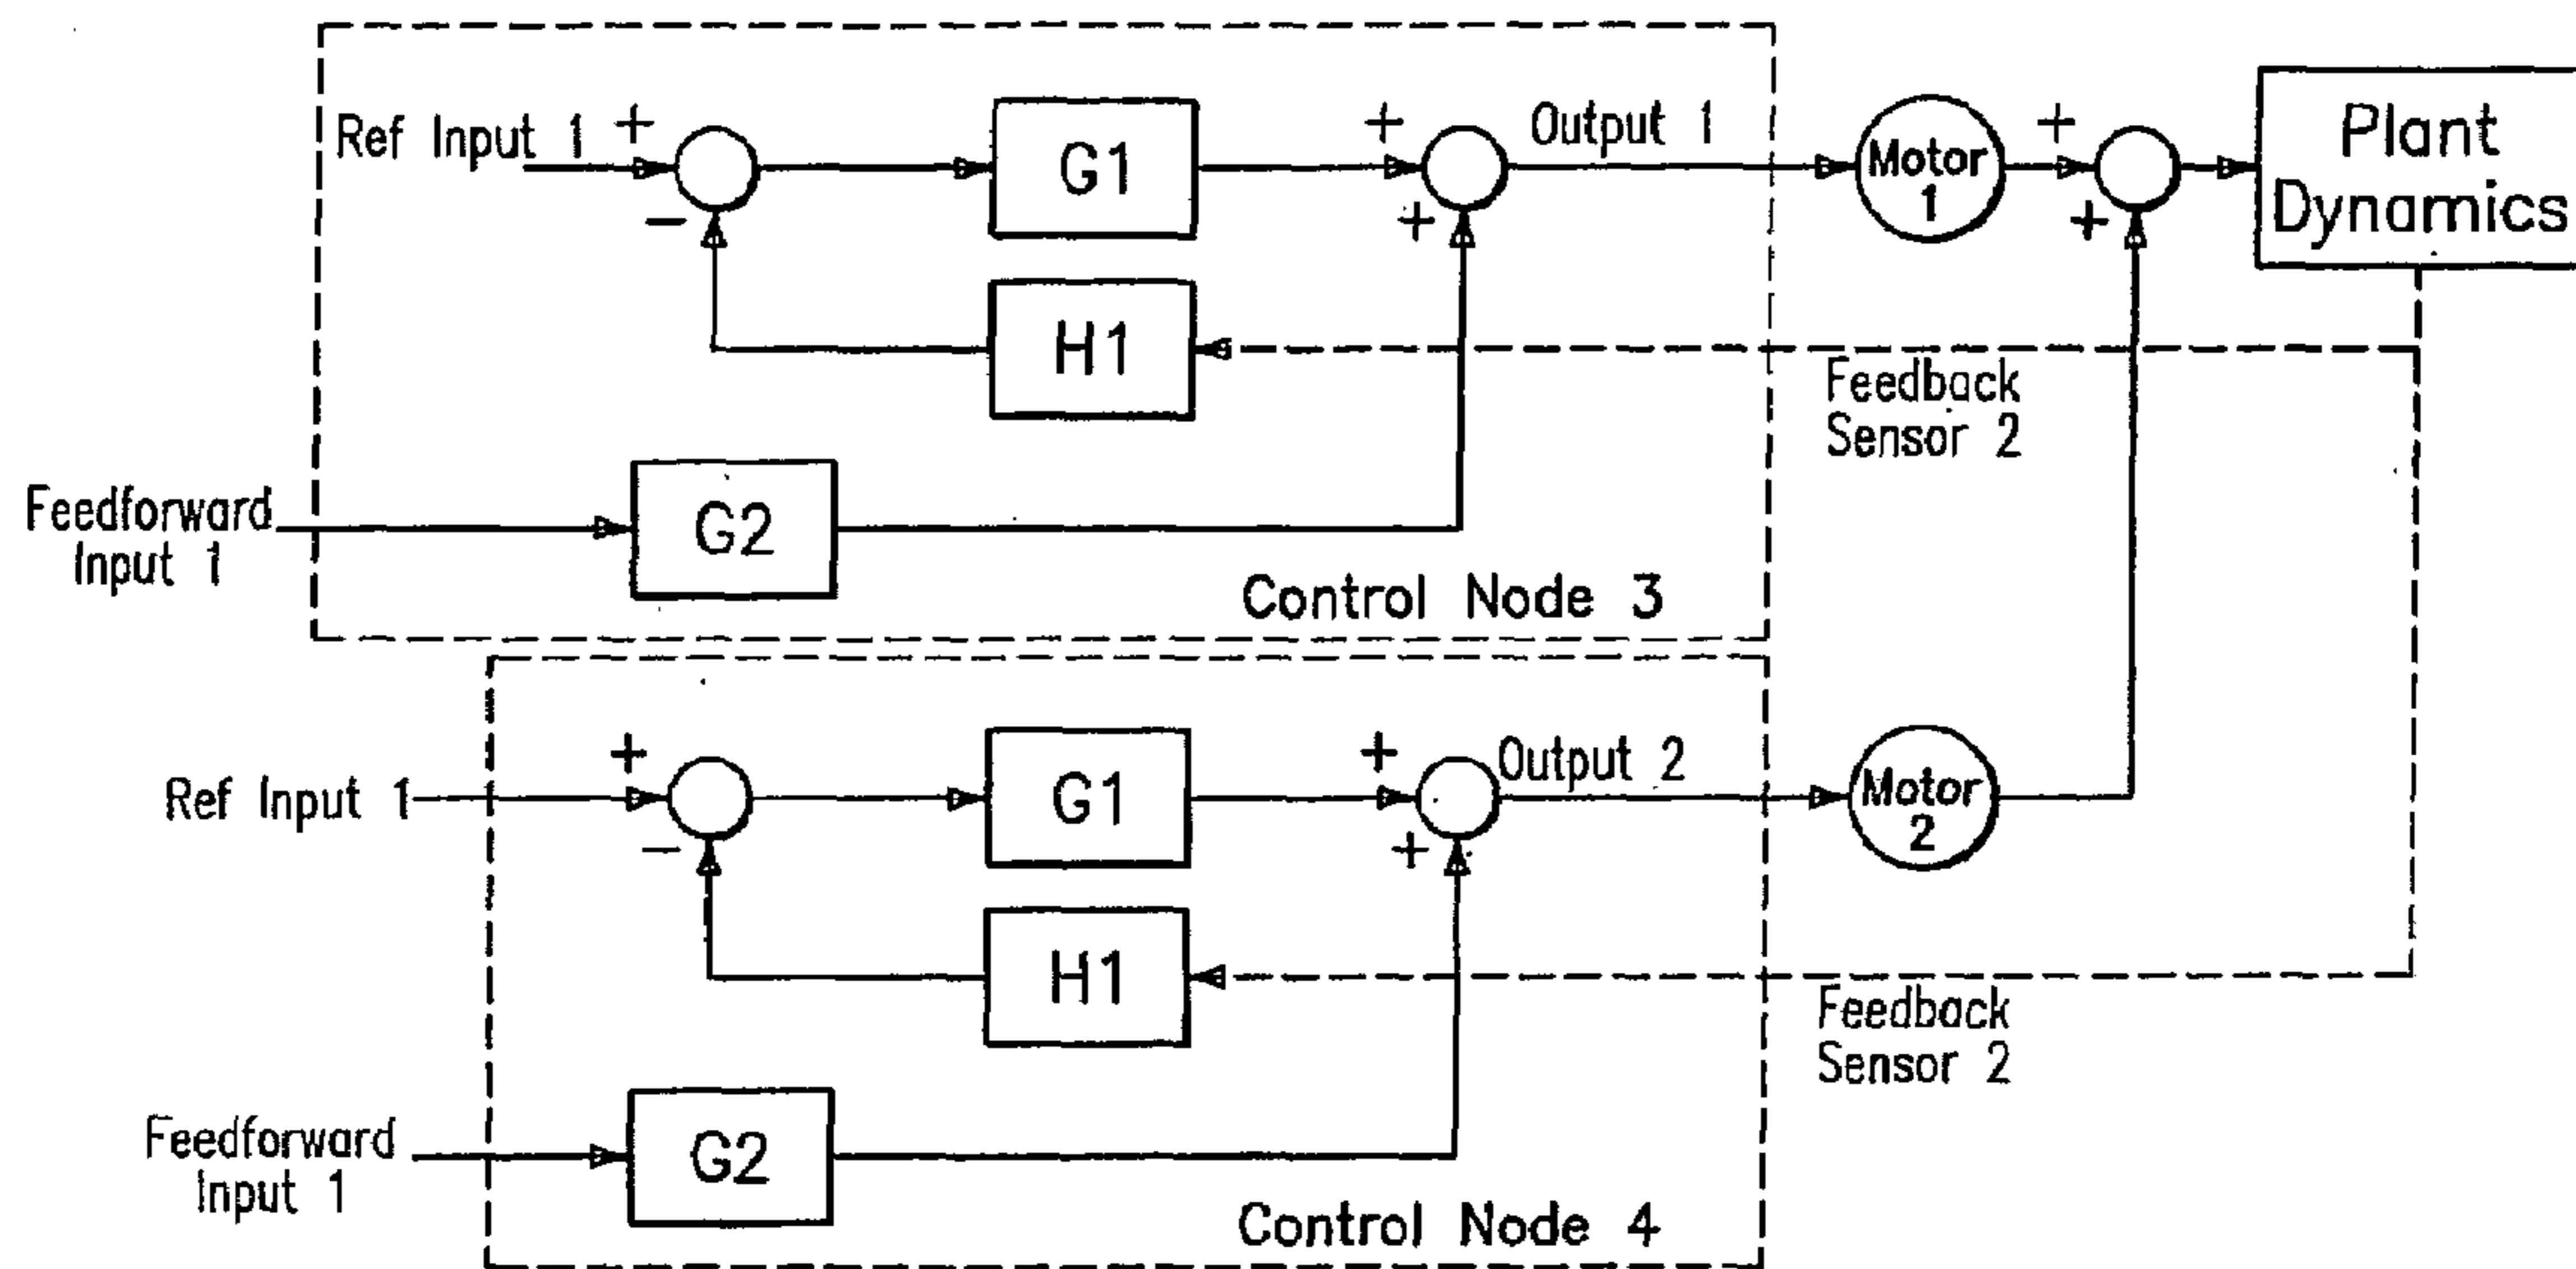 Ref Input 1
+
−
G1
+
+
Output 1
Motor
1
+
+
Plant
Dynamics
H1
Feedback
Sensor 2
Feedforward
Input 1
G2
Control Node 3
Ref Input 1
+
−
G1
+
+
Output 2
Motor
2
H1
Feedback
Sensor 2
Feedforward
Input 1
G2
Control Node 4